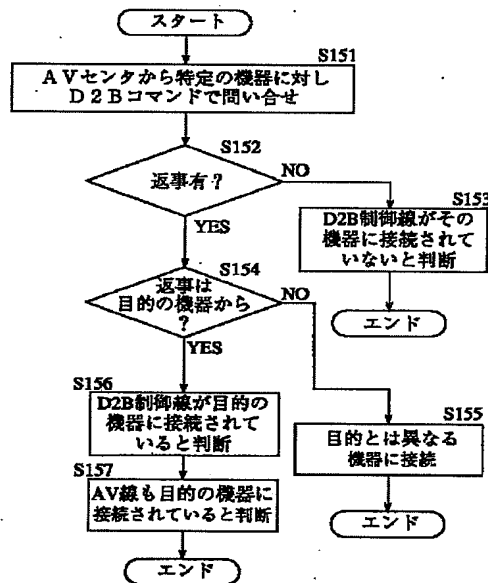 スタート
S151
AVセンタから特定の機器に対し
D2Bコマンドで問い合せ
S152
返事有?
NO
YES
S153
D2B制御線がその
機器に接続されて
いないと判断
エンド
S154
返事は
目的の機器から
?
NO
YES
S156
D2B制御線が目的の
機器に接続されて
いると判断
S155
目的とは異なる
機器に接続
エンド
S157
AV線も目的の機器に
接続されていると判断
エンド